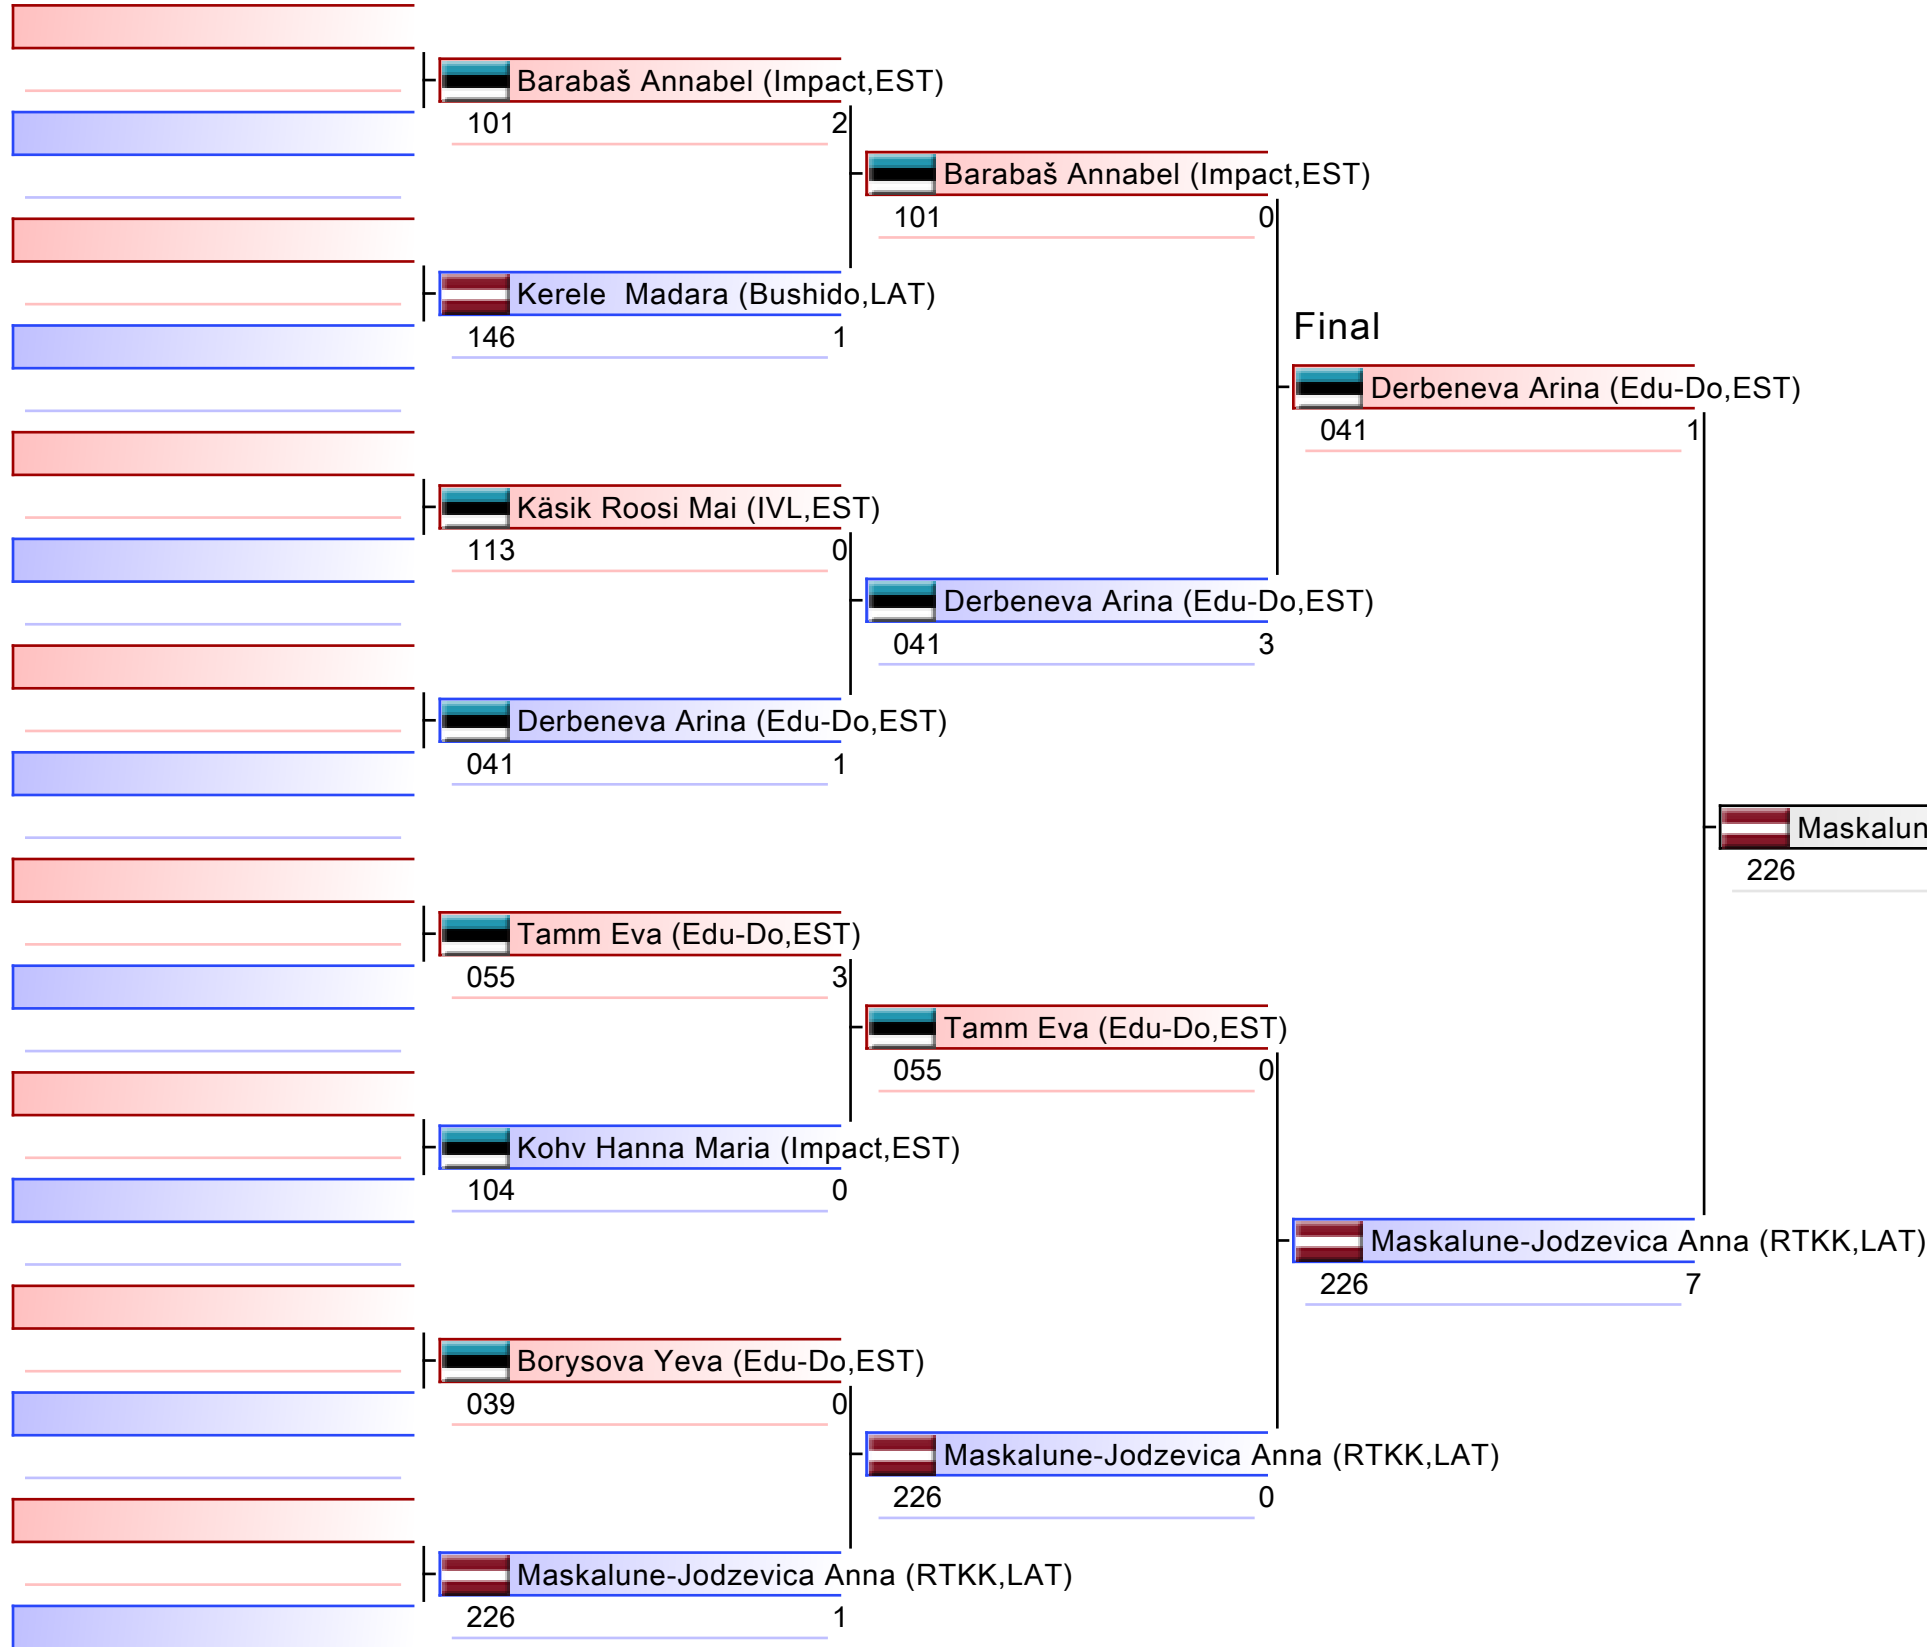 Barabaš Annabel (Impact,EST)
101 2
Barabaš Annabel (Impact,EST)
101 0
Kerele  Madara (Bushido,LAT)
146 1
Final
Derbeneva Arina (Edu-Do,EST)
041 1
Käsik Roosi Mai (IVL,EST)
113 0
Derbeneva Arina (Edu-Do,EST)
041 3
Derbeneva Arina (Edu-Do,EST)
041 1
Maskalun
226
Tamm Eva (Edu-Do,EST)
055 3
Tamm Eva (Edu-Do,EST)
055 0
Kohv Hanna Maria (Impact,EST)
104 0
Maskalune-Jodzevica Anna (RTKK,LAT)
226 7
Borysova Yeva (Edu-Do,EST)
039 0
Maskalune-Jodzevica Anna (RTKK,LAT)
226 0
Maskalune-Jodzevica Anna (RTKK,LAT)
226 1